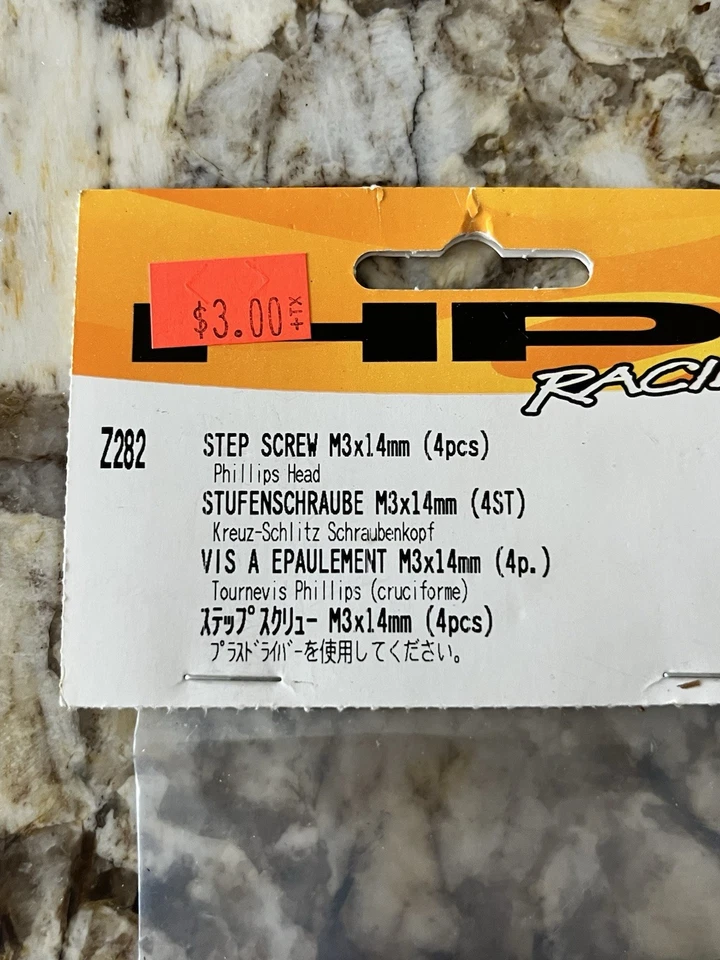 $3.00 +TX
HP
RACI
Z282
STEP SCREW M3x14mm (4pcs)
Phillips Head
STUFENSCHRAUBE M3x14mm (4ST)
Kreuz-Schlitz Schraubenkopf
VIS A EPAULEMENT M3x14mm (4p.)
Tournevis Phillips (cruciforme)
ステップスクリュー M3x14mm (4pcs)
プラスドライバーを使用してください。